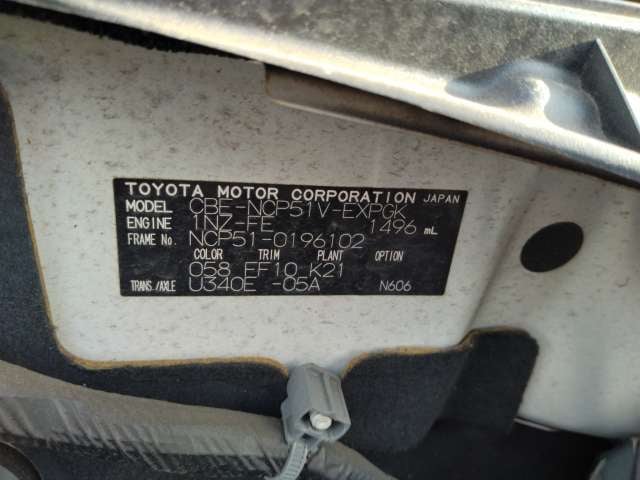 TOYOTA MOTOR CORPORATION JAPAN
MODEL CBE-NCP51V-EXPGK
ENGINE 1NZ-FE 1496 mL
FRAME No. NCP51-0196102
COLOR TRIM PLANT OPTION
058 EF10 K21
TRANS./AXLE U340E -05A N606